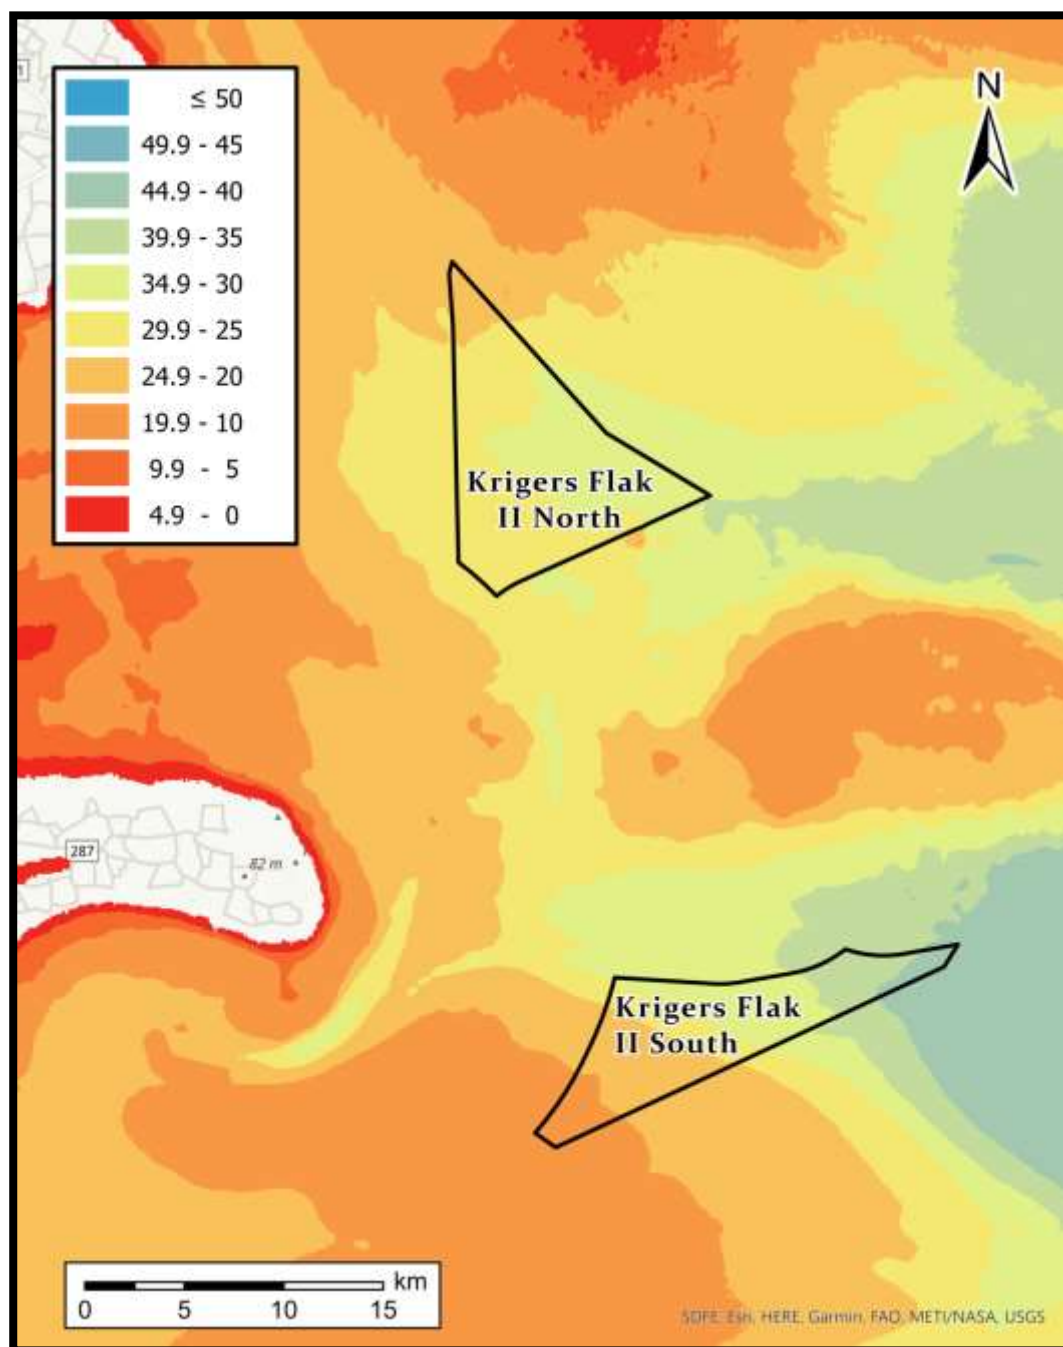 ≤ 50
49.9 - 45
44.9 - 40
39.9 - 35
34.9 - 30
29.9 - 25
24.9 - 20
19.9 - 10
9.9 - 5
4.9 - 0
N
Krigers Flak
II North
287
82 m
Krigers Flak
II South
km
0 5 10 15
SDFE, Esri, HERE, Garmin, FAO, METI/NASA, USGS